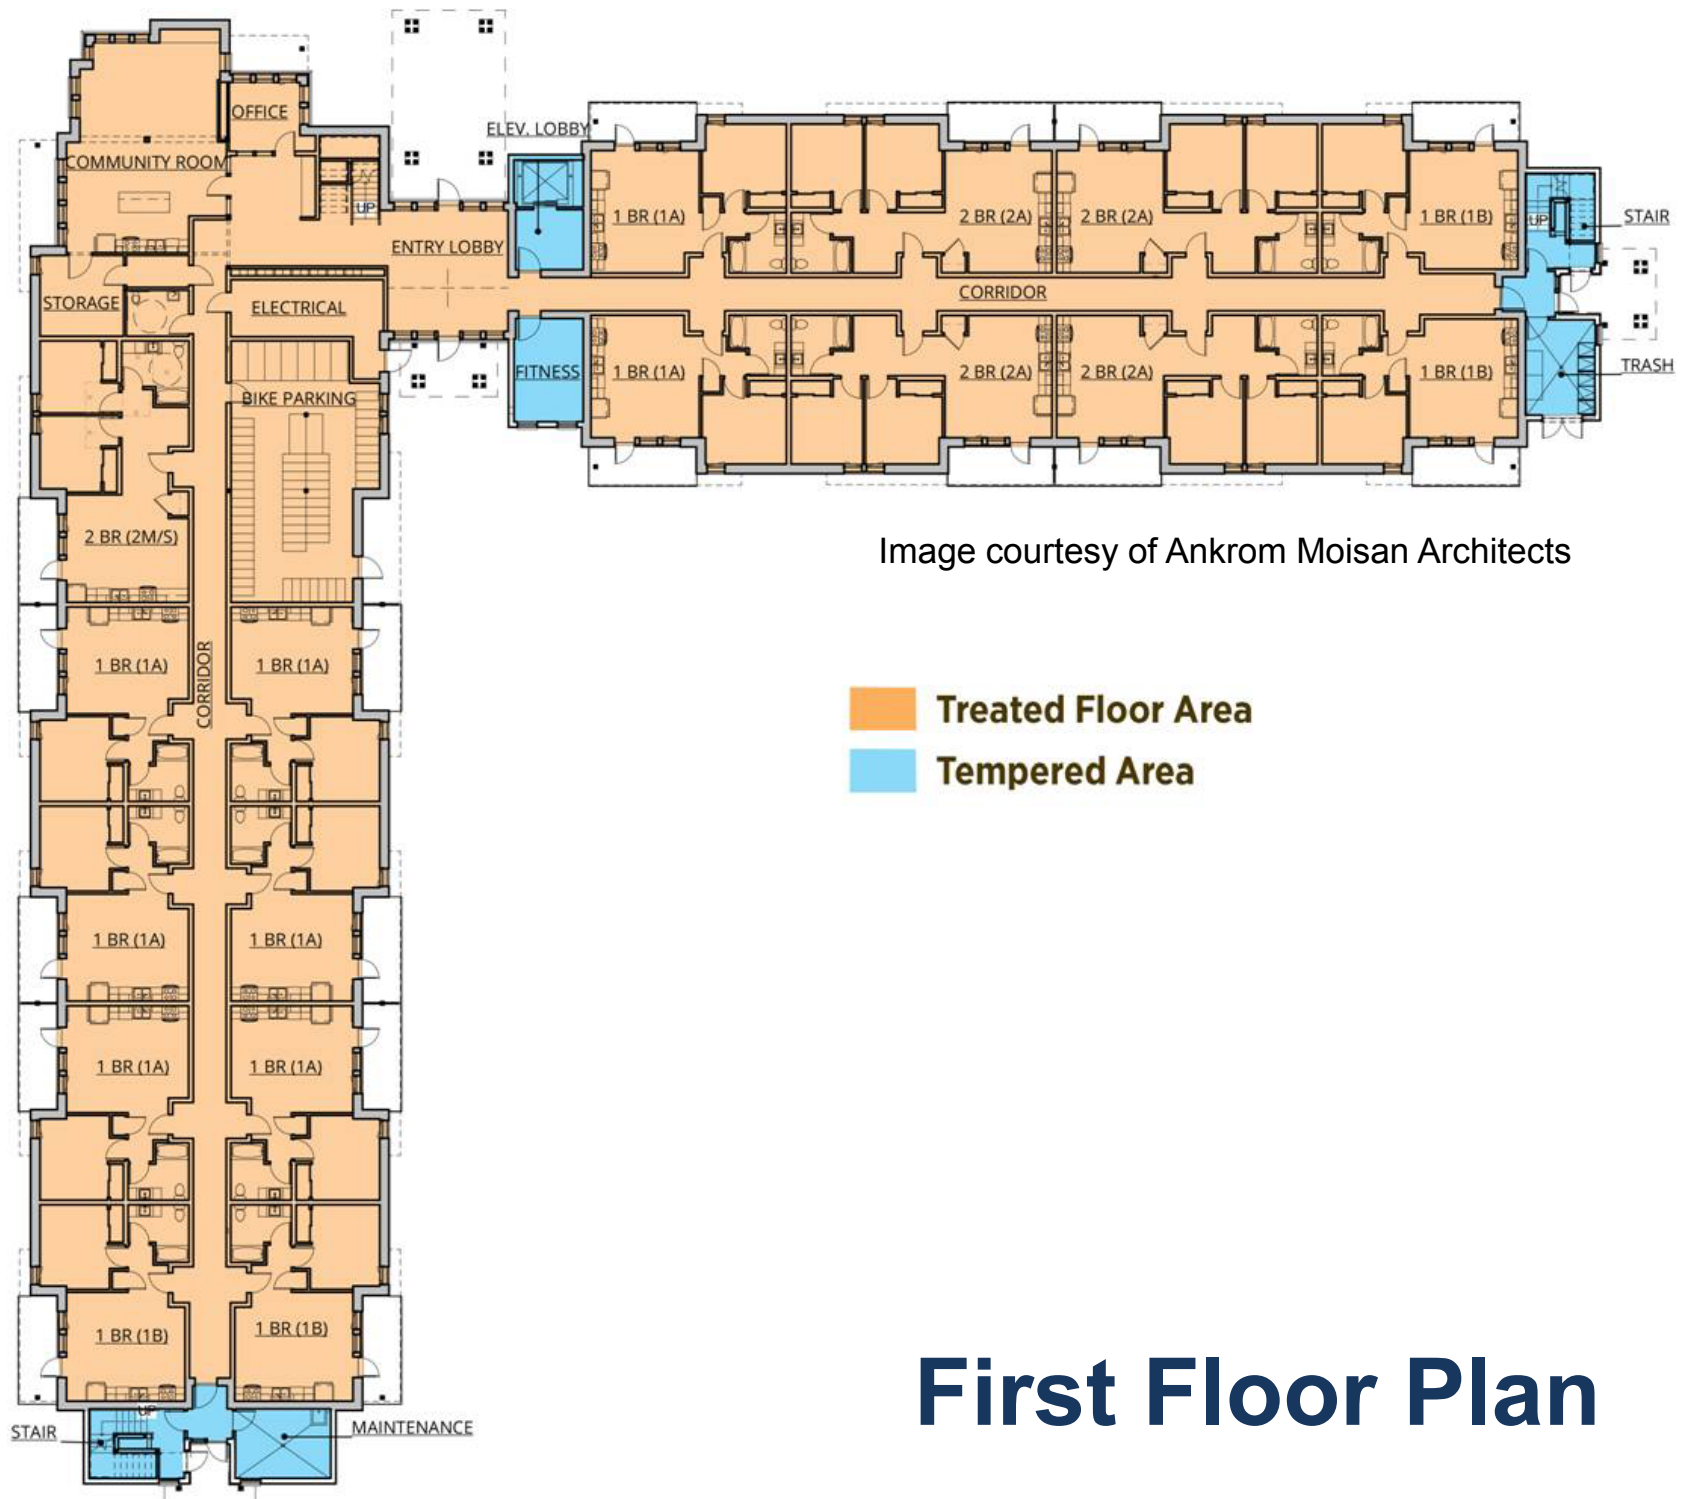 OFFICE
ELEV. LOBBY
COMMUNITY ROOM
UP
1 BR (1A)
2 BR (2A)
2 BR (2A)
1 BR (1B)
UP
STAIR
ENTRY LOBBY
STORAGE
ELECTRICAL
CORRIDOR
FITNESS
1 BR (1A)
2 BR (2A)
2 BR (2A)
1 BR (1B)
TRASH
BIKE PARKING
2 BR (2M/S)
Image courtesy of Ankrom Moisan Architects
1 BR (1A)
CORRIDOR
1 BR (1A)
Treated Floor Area
Tempered Area
1 BR (1A)
1 BR (1A)
1 BR (1A)
1 BR (1A)
1 BR (1B)
1 BR (1B)
UP
STAIR
MAINTENANCE
First Floor Plan